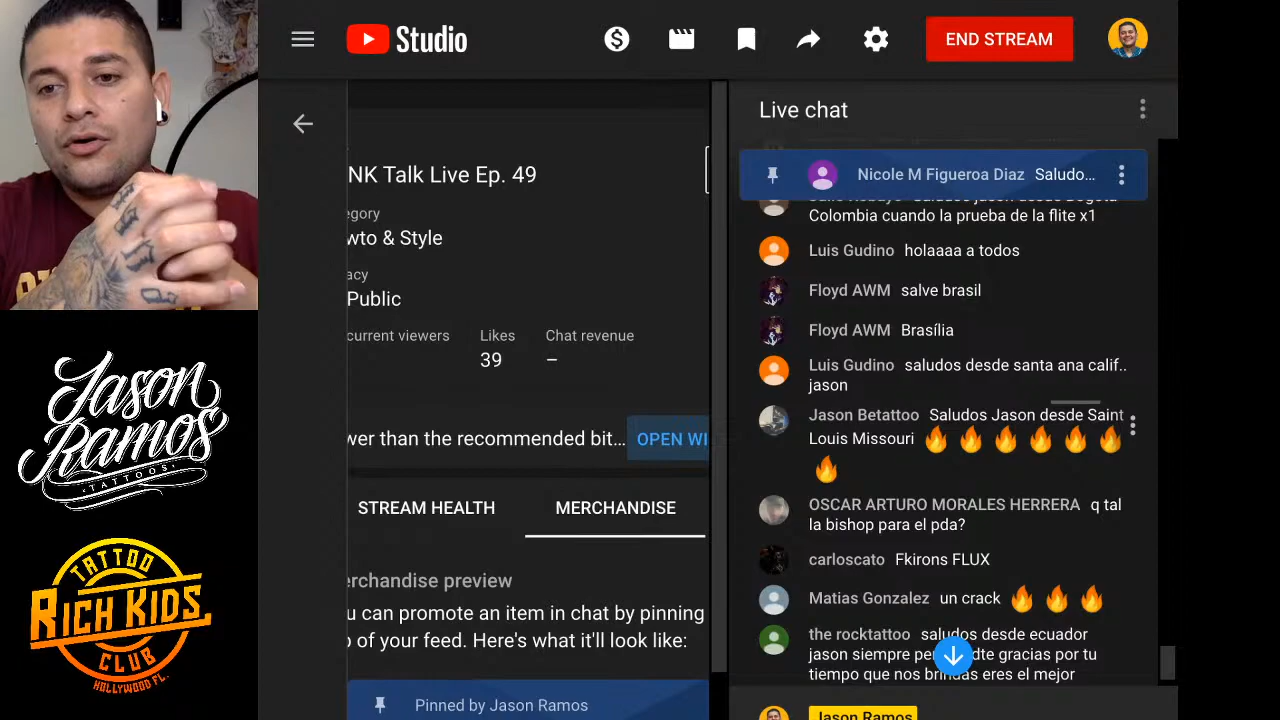 Studio
END STREAM
NK Talk Live Ep. 49
egory
wto & Style
acy
Public
current viewers Likes Chat revenue
39 –
wer than the recommended bit... OPEN WI
STREAM HEALTH MERCHANDISE
erchandise preview
u can promote an item in chat by pinning
of your feed. Here's what it'll look like:
Pinned by Jason Ramos
Live chat
Nicole M Figueroa Diaz Saludo...
Colombia cuando la prueba de la flite x1
Luis Gudino holaaaa a todos
Floyd AWM salve brasil
Floyd AWM Brasília
Luis Gudino saludos desde santa ana calif..
jason
Jason Betattoo Saludos Jason desde Saint
Louis Missouri 🔥 🔥 🔥 🔥 🔥 🔥
🔥
OSCAR ARTURO MORALES HERRERA q tal
la bishop para el pda?
carloscato Fkirons FLUX
Matias Gonzalez un crack 🔥 🔥 🔥
the rocktattoo saludos desde ecuador
jason siempre gracias por tu
tiempo que nos eres el mejor
Jason Ramos
Jason
Ramos
TATTOOS
TATTOO
RICH KIDS
CLUB
HOLLYWOOD FL.